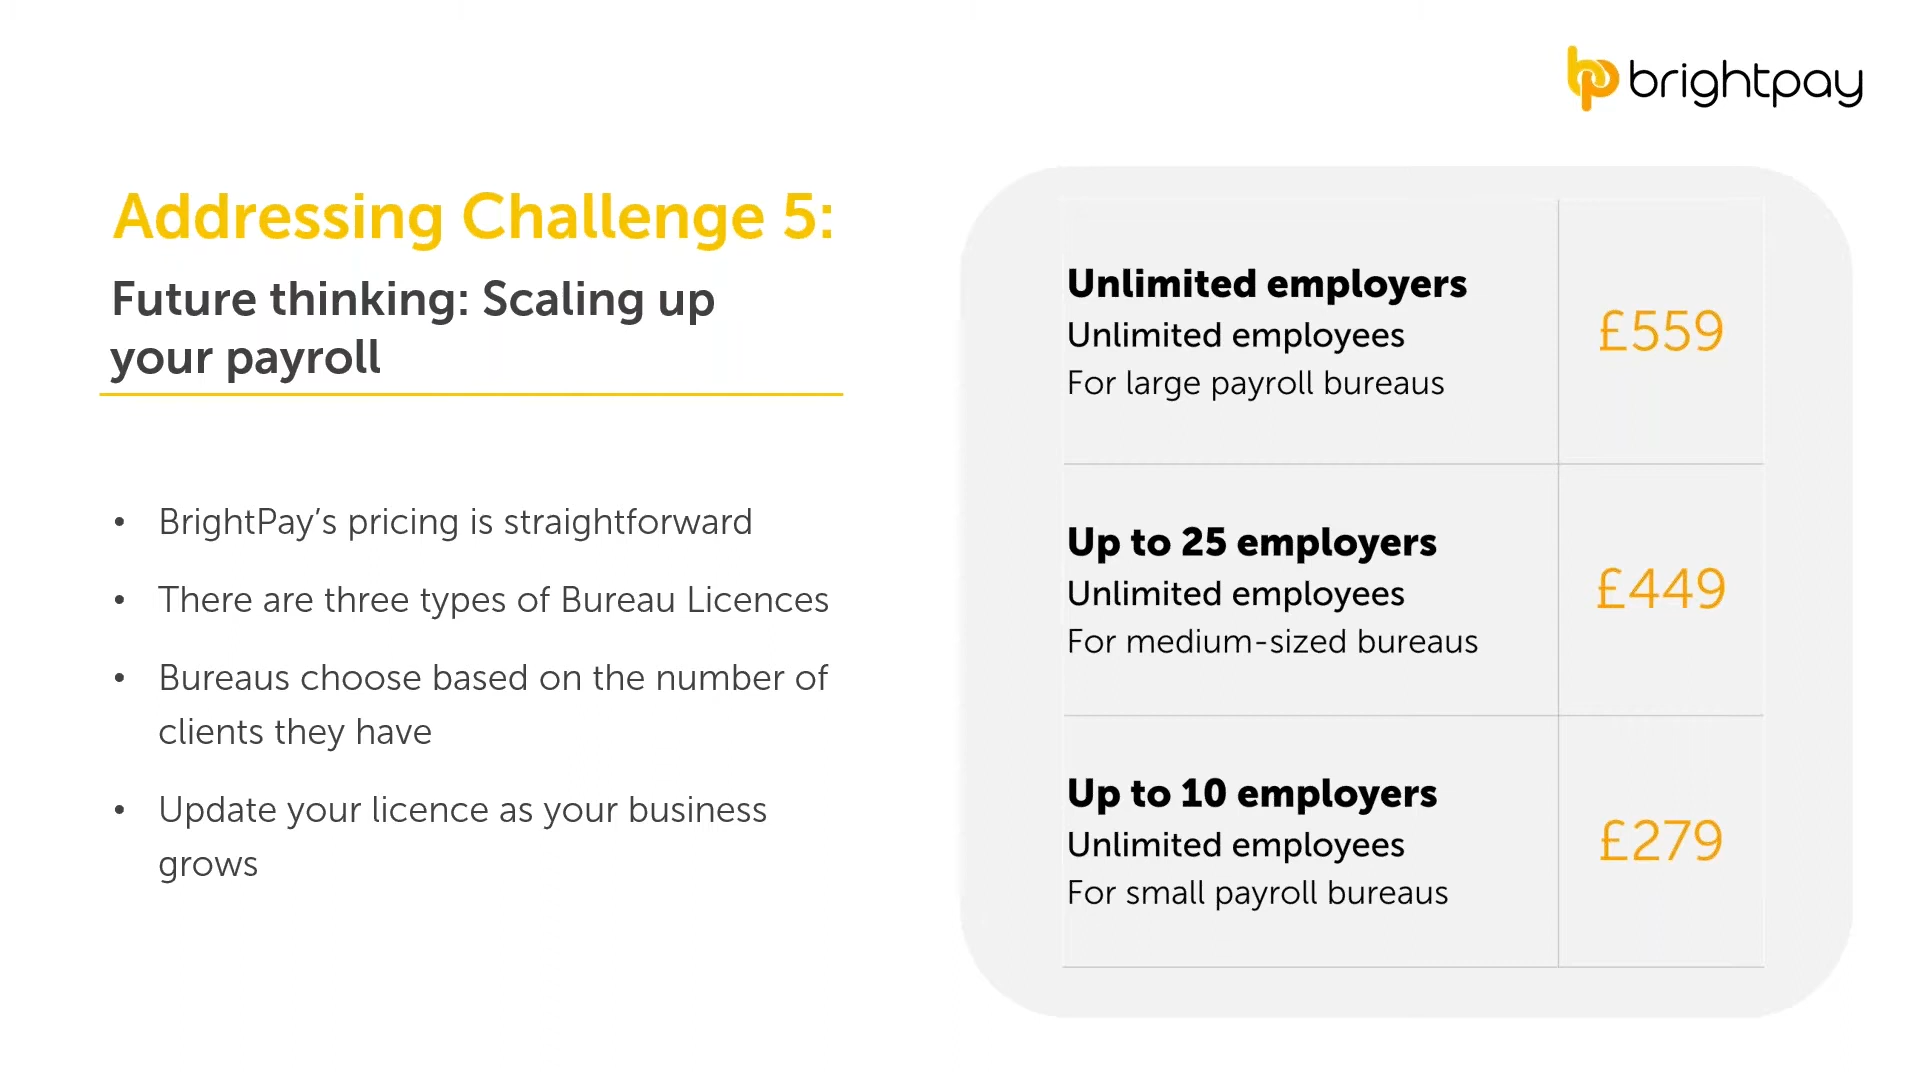 brightpay
Addressing Challenge 5:
Future thinking: Scaling up
your payroll
• BrightPay’s pricing is straightforward
• There are three types of Bureau Licences
• Bureaus choose based on the number of
clients they have
• Update your licence as your business
grows
Unlimited employers
Unlimited employees
For large payroll bureaus
£559
Up to 25 employers
Unlimited employees
For medium-sized bureaus
£449
Up to 10 employers
Unlimited employees
For small payroll bureaus
£279